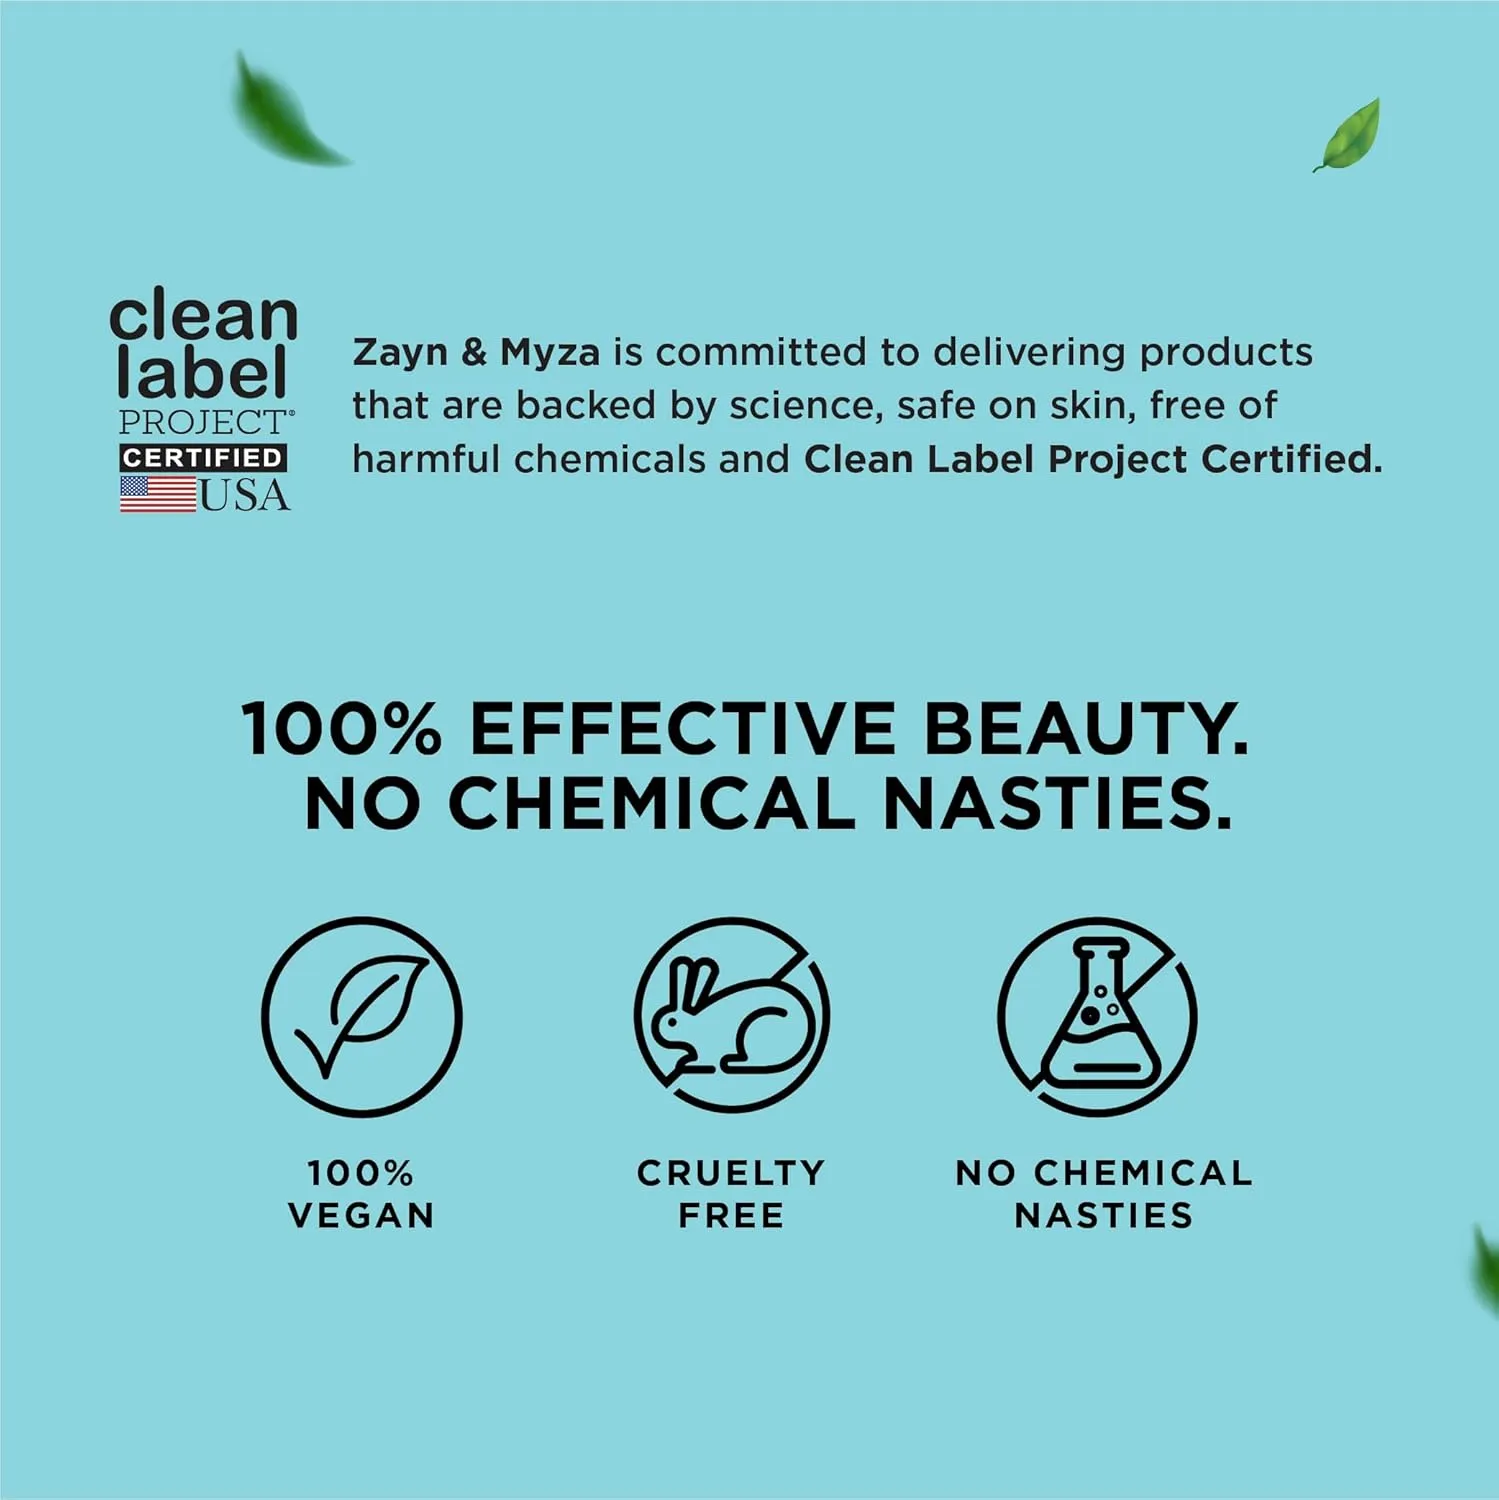 clean
label
PROJECT®
CERTIFIED
USA
Zayn & Myza is committed to delivering products
that are backed by science, safe on skin, free of
harmful chemicals and Clean Label Project Certified.
100% EFFECTIVE BEAUTY.
NO CHEMICAL NASTIES.
100%
VEGAN
CRUELTY
FREE
NO CHEMICAL
NASTIES